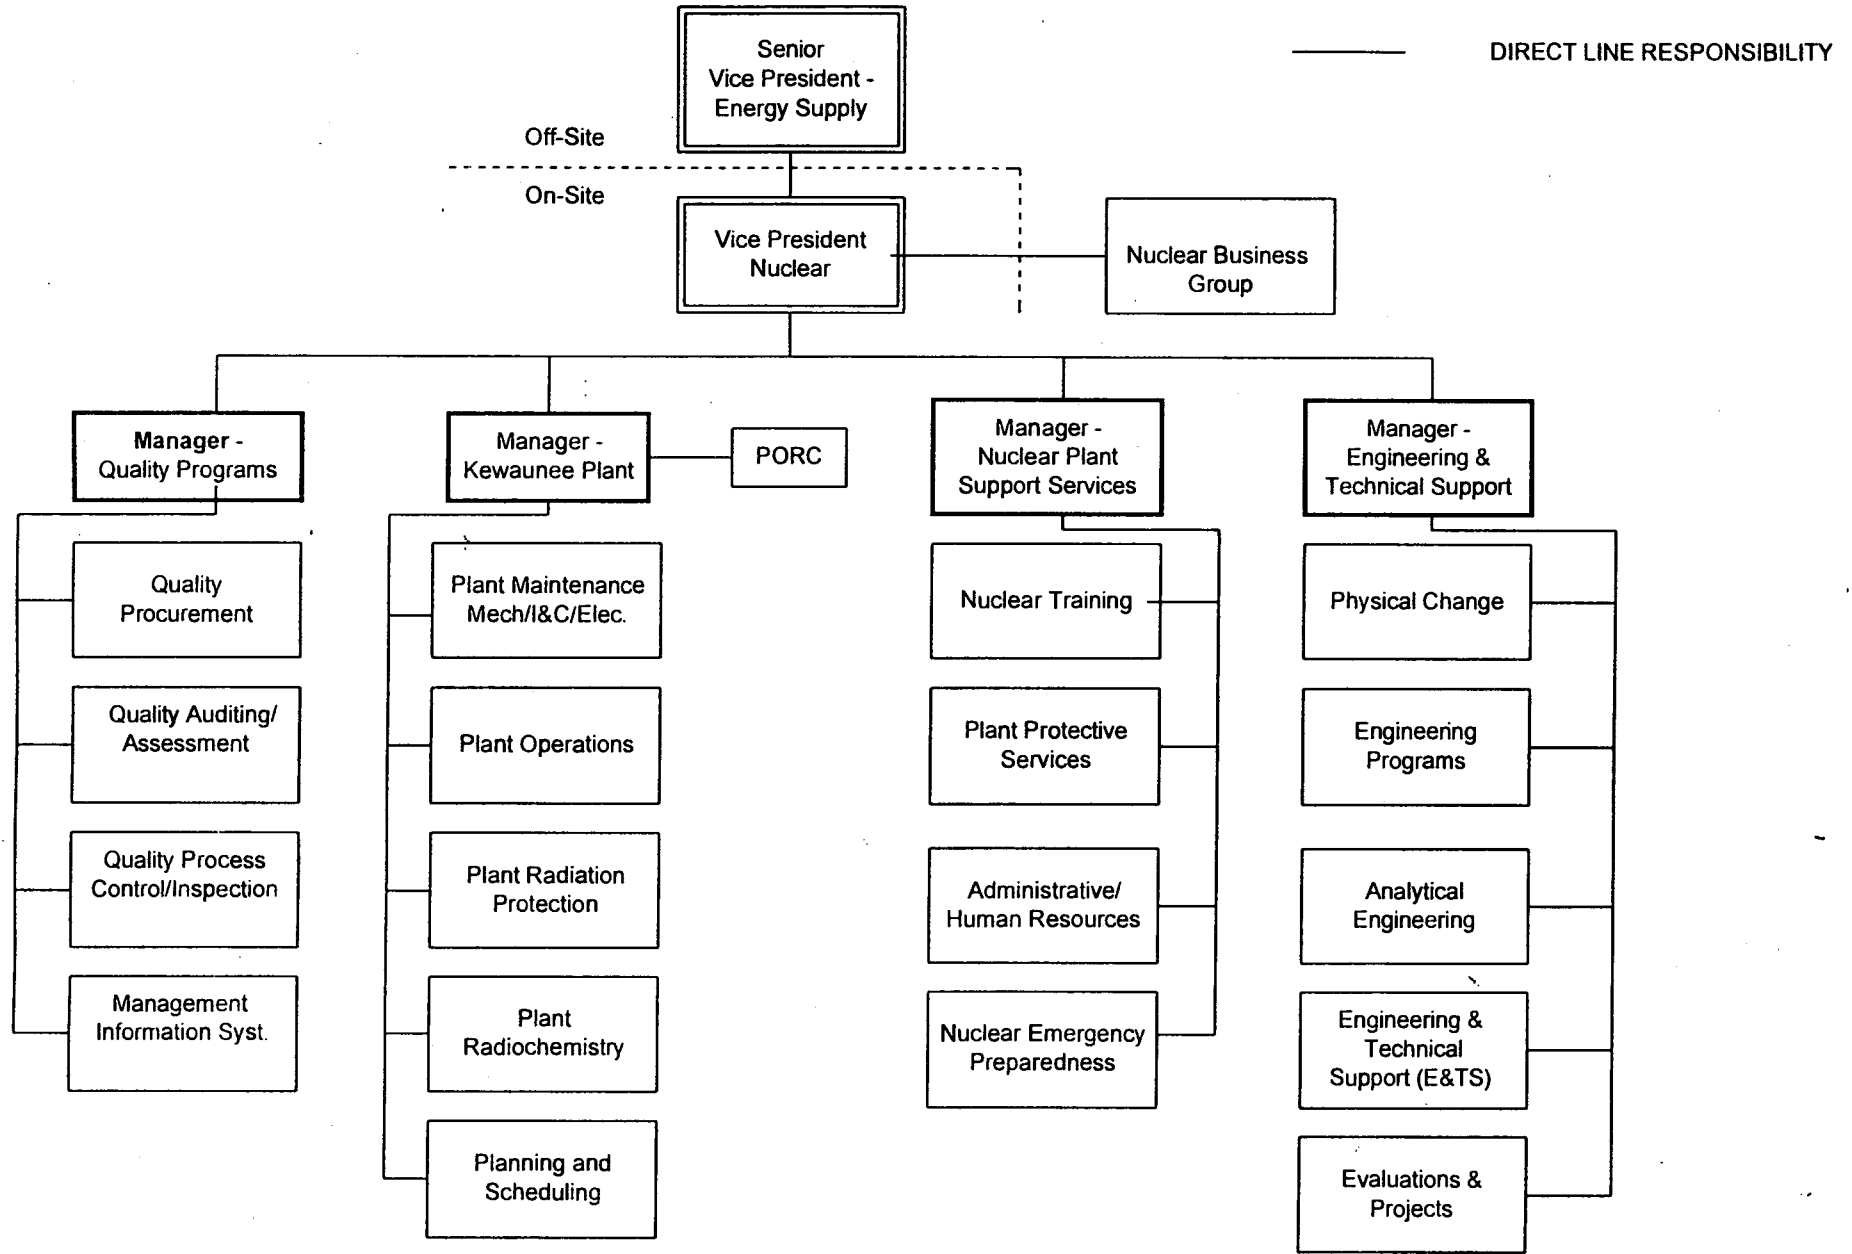 Senior
Vice President -
Energy Supply
DIRECT LINE RESPONSIBILITY
Off-Site
On-Site
Vice President
Nuclear
Nuclear Business
Group
Manager -
Quality Programs
Manager -
Kewaunee Plant
PORC
Manager -
Nuclear Plant
Support Services
Manager -
Engineering &
Technical Support
Quality
Procurement
Quality Auditing/
Assessment
Quality Process
Control/Inspection
Management
Information Syst.
Plant Maintenance
Mech/I&C/Elec.
Plant Operations
Plant Radiation
Protection
Plant
Radiochemistry
Planning and
Scheduling
Nuclear Training
Plant Protective
Services
Administrative/
Human Resources
Nuclear Emergency
Preparedness
Physical Change
Engineering
Programs
Analytical
Engineering
Engineering &
Technical
Support (E&TS)
Evaluations &
Projects